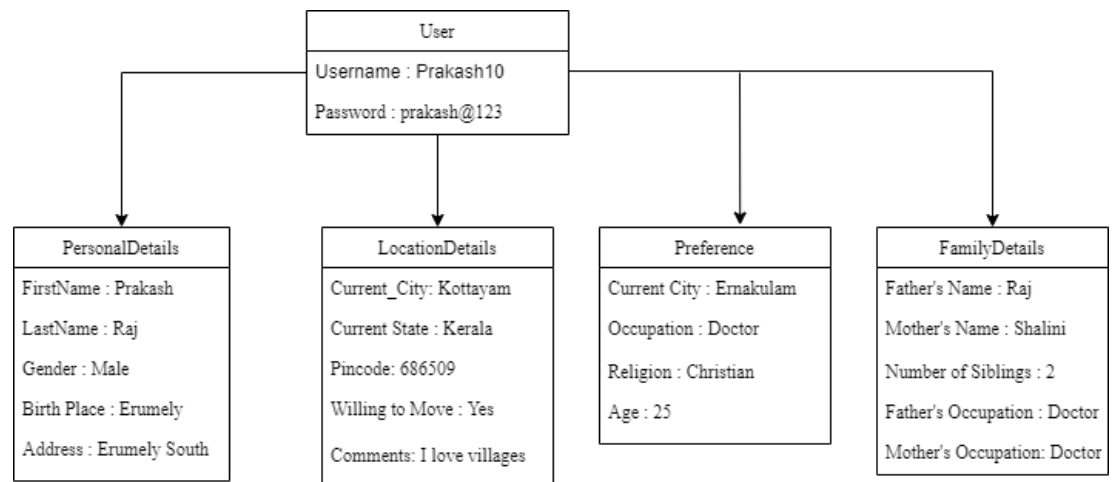 User
Username : Prakash10
Password : prakash@123
PersonalDetails
FirstName : Prakash
LastName : Raj
Gender : Male
Birth Place : Erumely
Address : Erumely South
LocationDetails
Current_City: Kottayam
Current State : Kerala
Pincode: 686509
Willing to Move : Yes
Comments: I love villages
Preference
Current City : Ernakulam
Occupation : Doctor
Religion : Christian
Age : 25
FamilyDetails
Father's Name : Raj
Mother's Name : Shalini
Number of Siblings : 2
Father's Occupation : Doctor
Mother's Occupation: Doctor